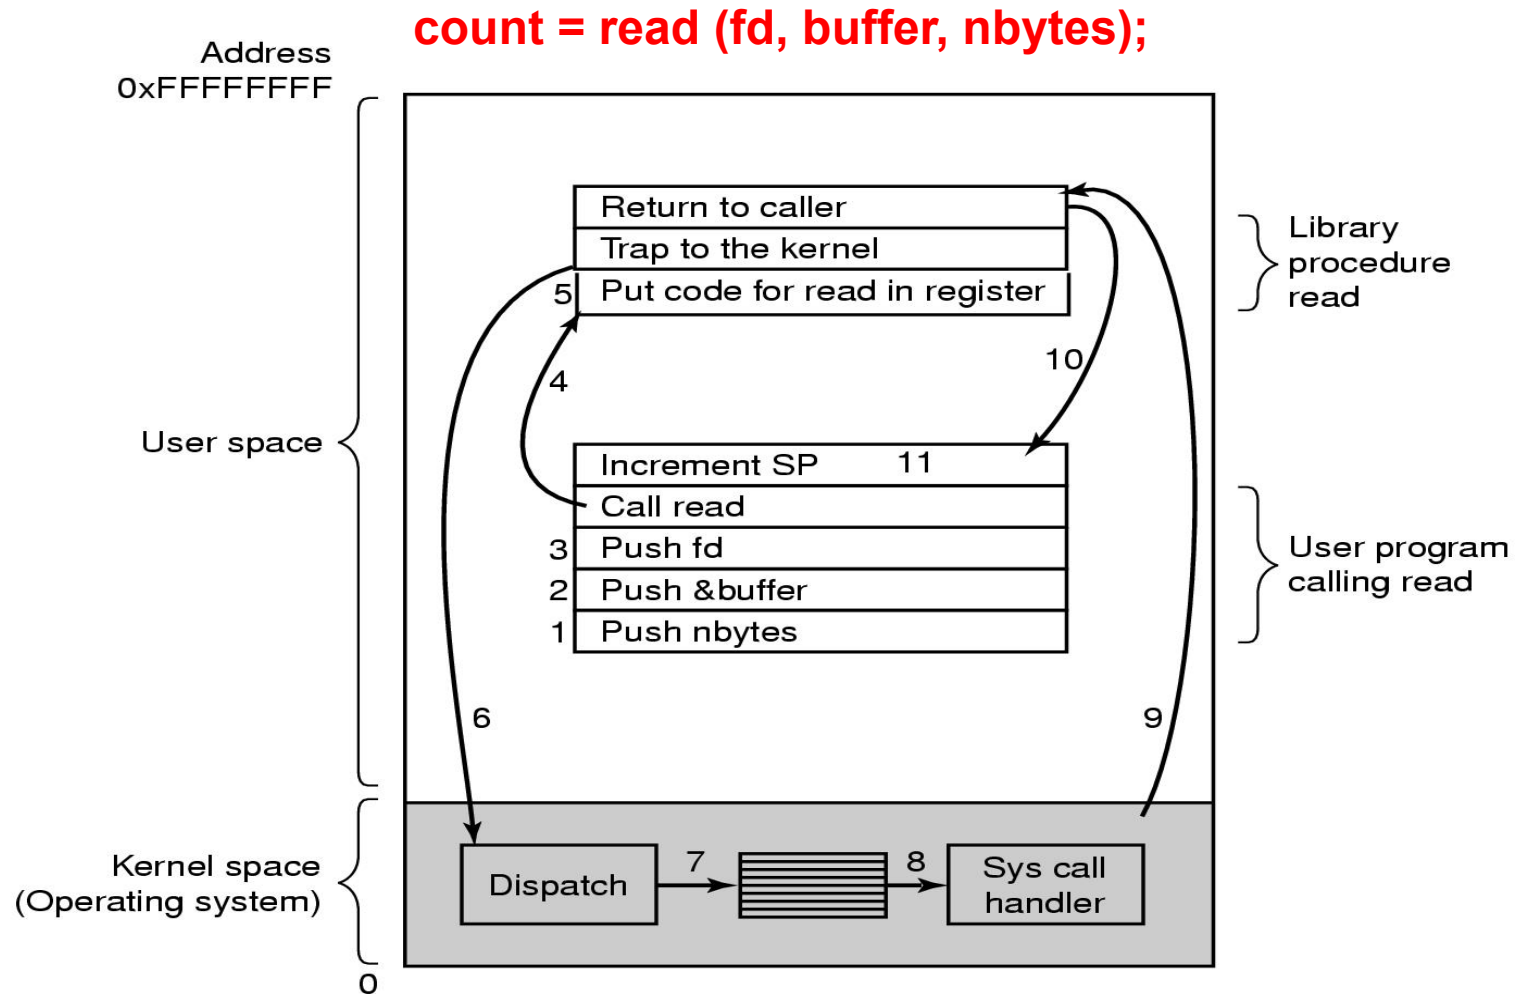 count = read (fd, buffer, nbytes);
Address
0xFFFFFFFF
Return to caller
Trap to the kernel
5 Put code for read in register
Library
procedure
read
10
4
User space
Increment SP 11
Call read
3 Push fd
2 Push &buffer
1 Push nbytes
User program
calling read
6
9
Kernel space
(Operating system)
Dispatch
7
8
Sys call
handler
0